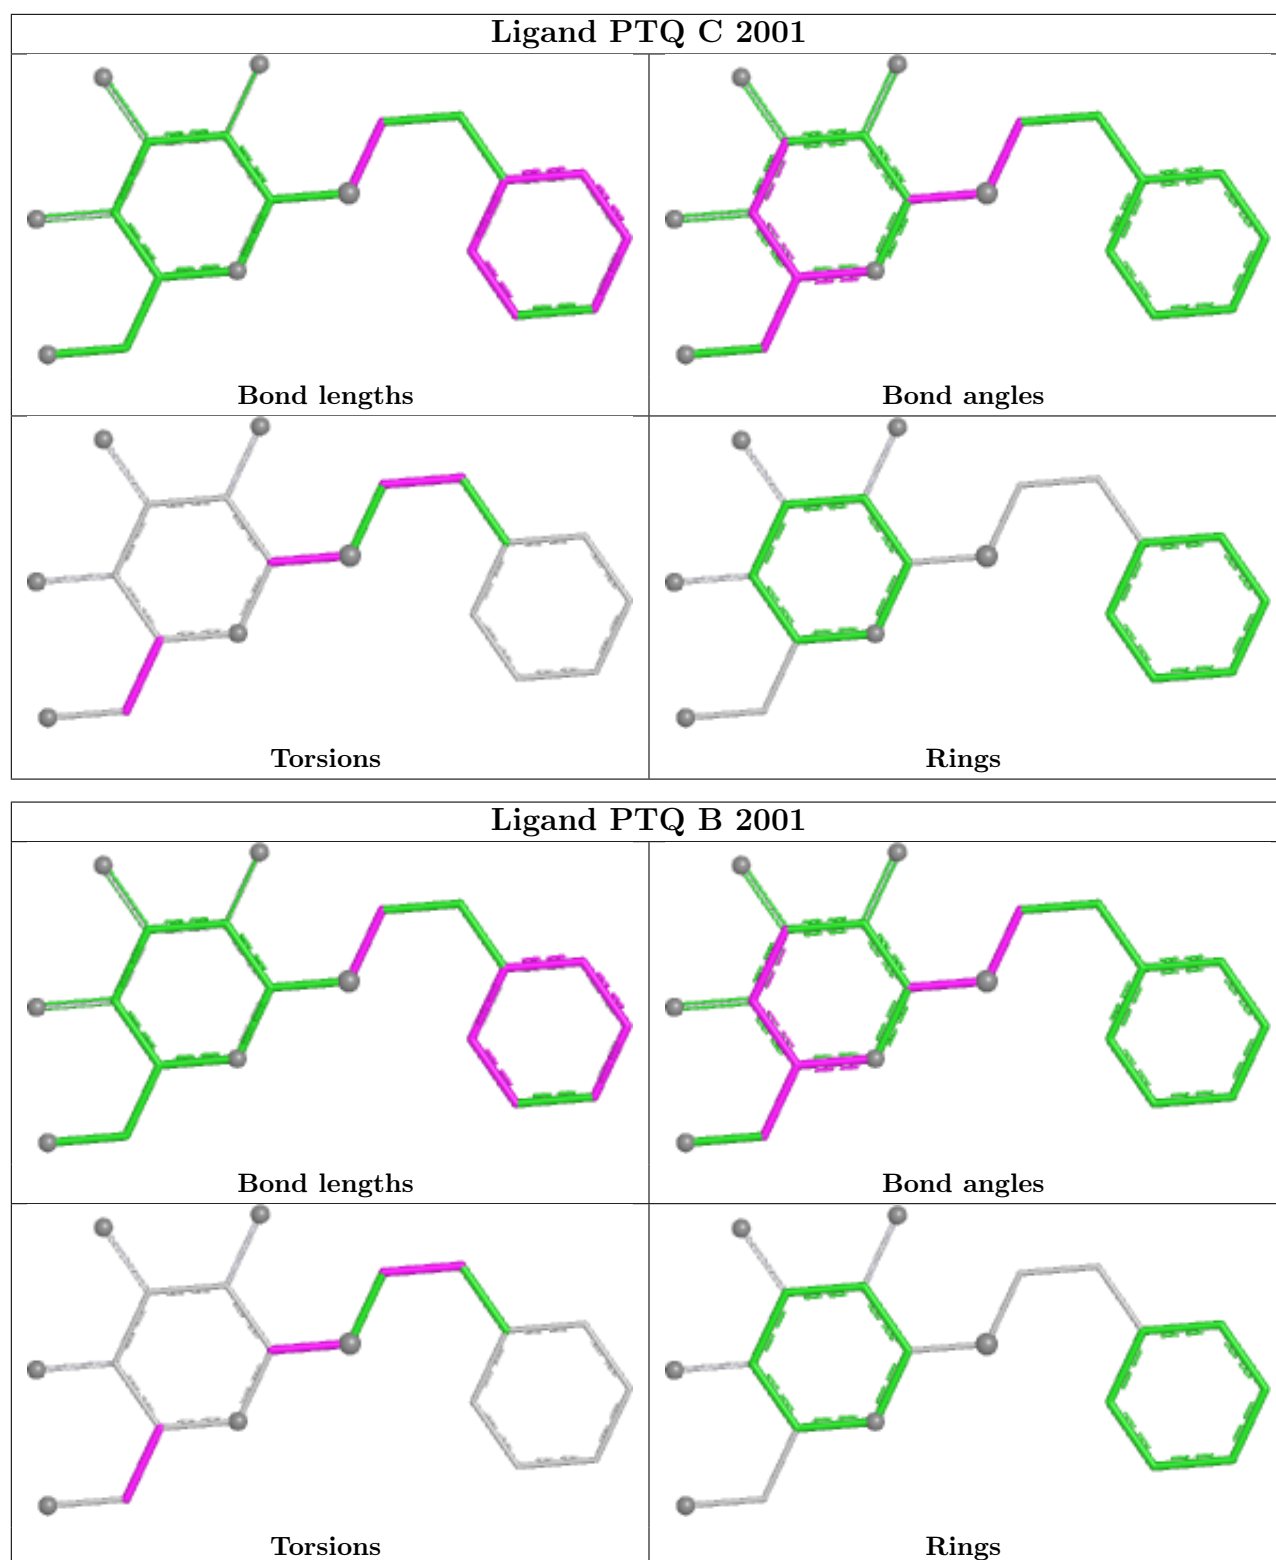 Ligand PTQ C 2001
Bond lengths
Bond angles
Torsions
Rings
Ligand PTQ B 2001
Bond lengths
Bond angles
Torsions
Rings